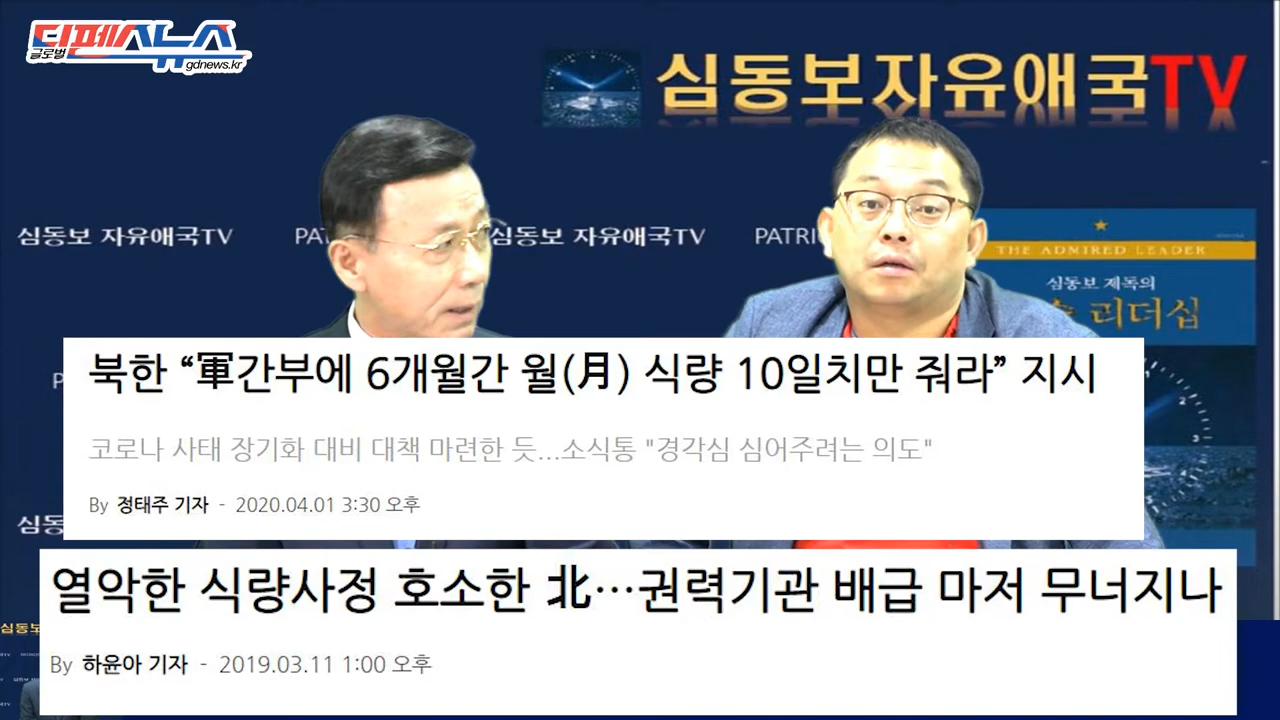 디펜스뉴스
글로벌
gdnews.kr
심동보자유애국TV
심동보 자유애국TV
심동보 자유애국TV
THE ADMIRED LEADER
심동보 제독의
리더십
북한 “軍간부에 6개월간 월(月) 식량 10일치만 줘라” 지시
코로나 사태 장기화 대비 대책 마련한 듯...소식통 "경각심 심어주려는 의도"
By 정태주 기자 - 2020.04.01 3:30 오후
열악한 식량사정 호소한 北…권력기관 배급 마저 무너지나
By 하윤아 기자 - 2019.03.11 1:00 오후